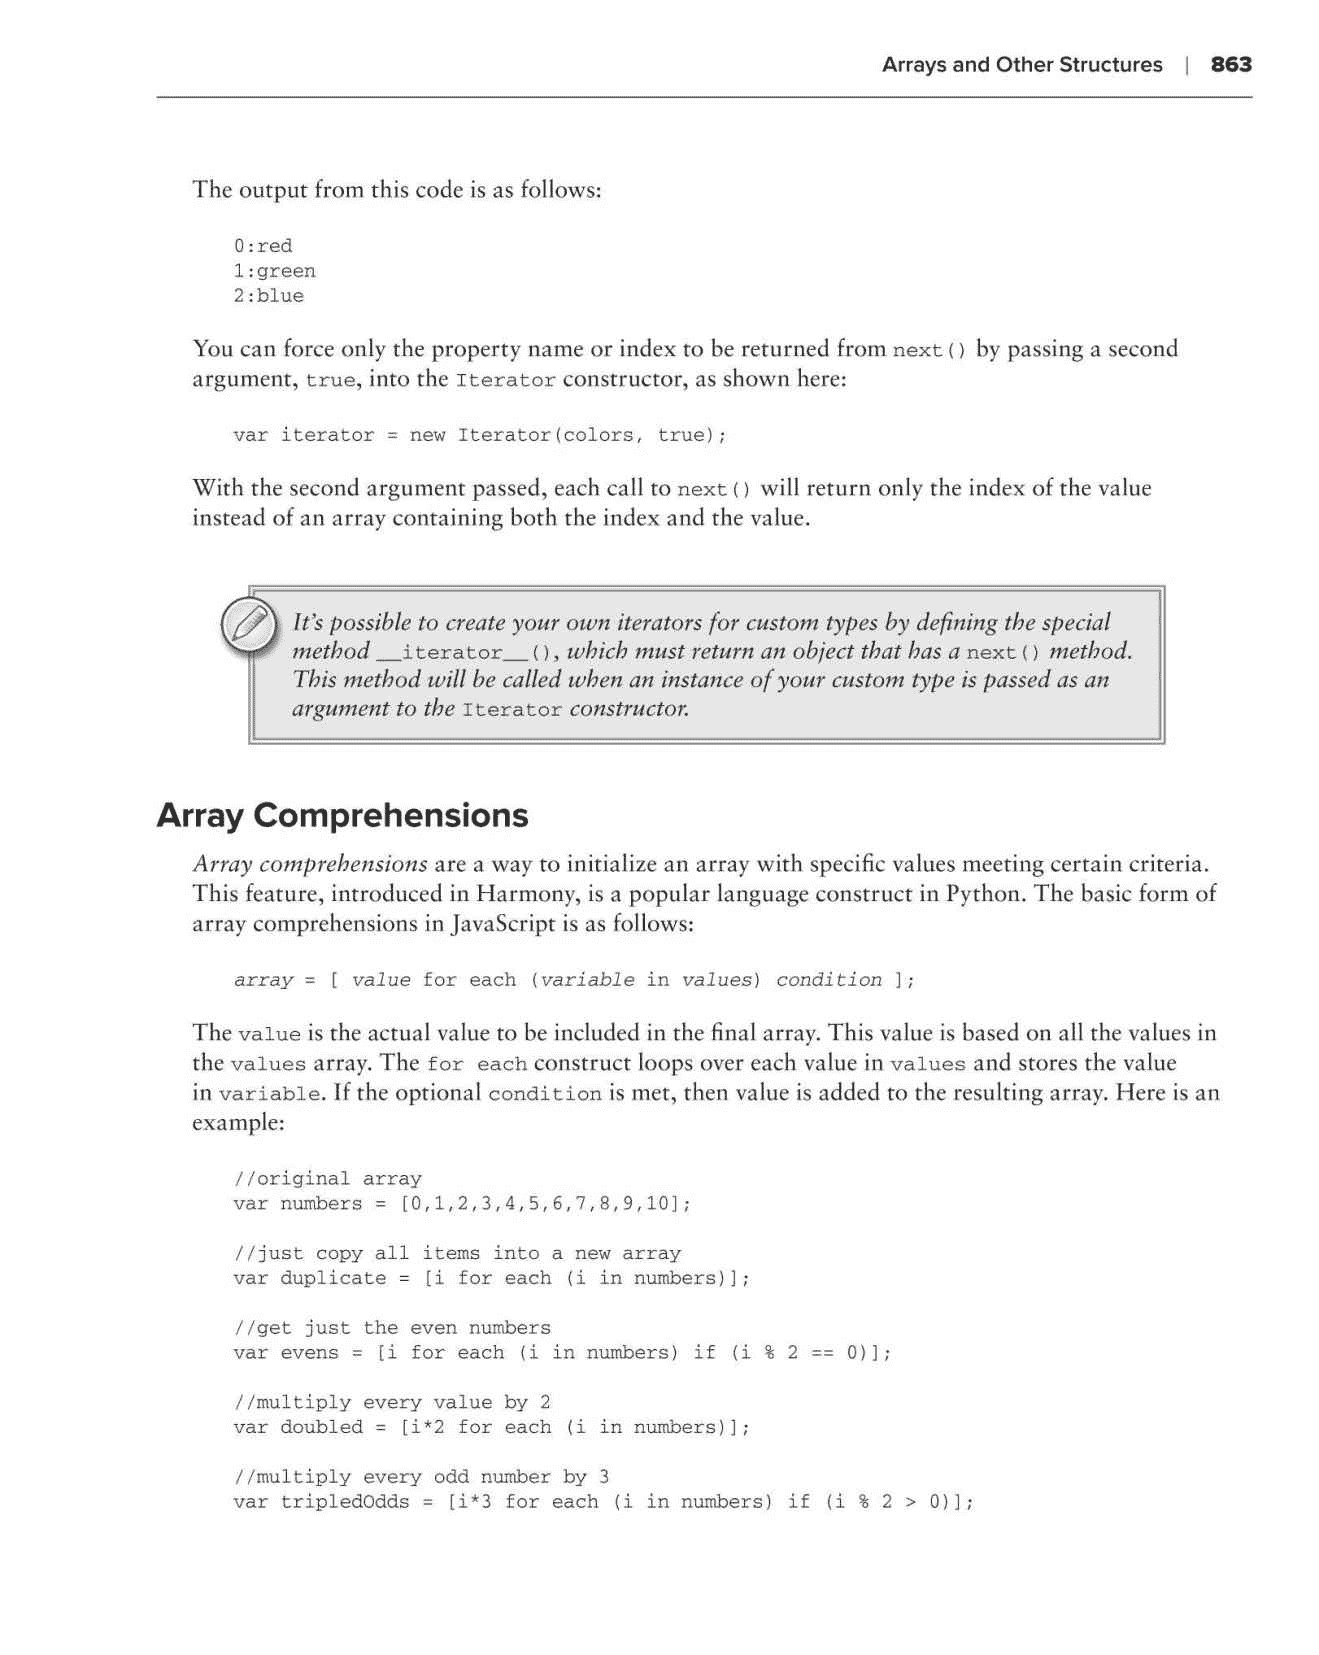 Arrays and Other Structures | 863
The output from this code is as follows:
0:red
1:green
2:blue
You can force only the property name or index to be returned from next() by passing a second
argument, true, into the Iterator constructor, as shown here:
var iterator = new Iterator(colors, true);
With the second argument passed, each call to next() will return only the index of the value
instead of an array containing both the index and the value.
It's possible to create your own iterators for custom types by defining the special
method __iterator__(), which must return an object that has a next() method.
This method will be called when an instance of your custom type is passed as an
argument to the Iterator constructor.
Array Comprehensions
Array comprehensions are a way to initialize an array with specific values meeting certain criteria.
This feature, introduced in Harmony, is a popular language construct in Python. The basic form of
array comprehensions in JavaScript is as follows:
array = [ value for each (variable in values) condition ];
The value is the actual value to be included in the final array. This value is based on all the values in
the values array. The for each construct loops over each value in values and stores the value
in variable. If the optional condition is met, then value is added to the resulting array. Here is an
example:
//original array
var numbers = [0,1,2,3,4,5,6,7,8,9,10];
//just copy all items into a new array
var duplicate = [i for each (i in numbers)];
//get just the even numbers
var evens = [i for each (i in numbers) if (i % 2 == 0)];
//multiply every value by 2
var doubled = [i*2 for each (i in numbers)];
//multiply every odd number by 3
var tripledOdds = [i*3 for each (i in numbers) if (i % 2 > 0)];